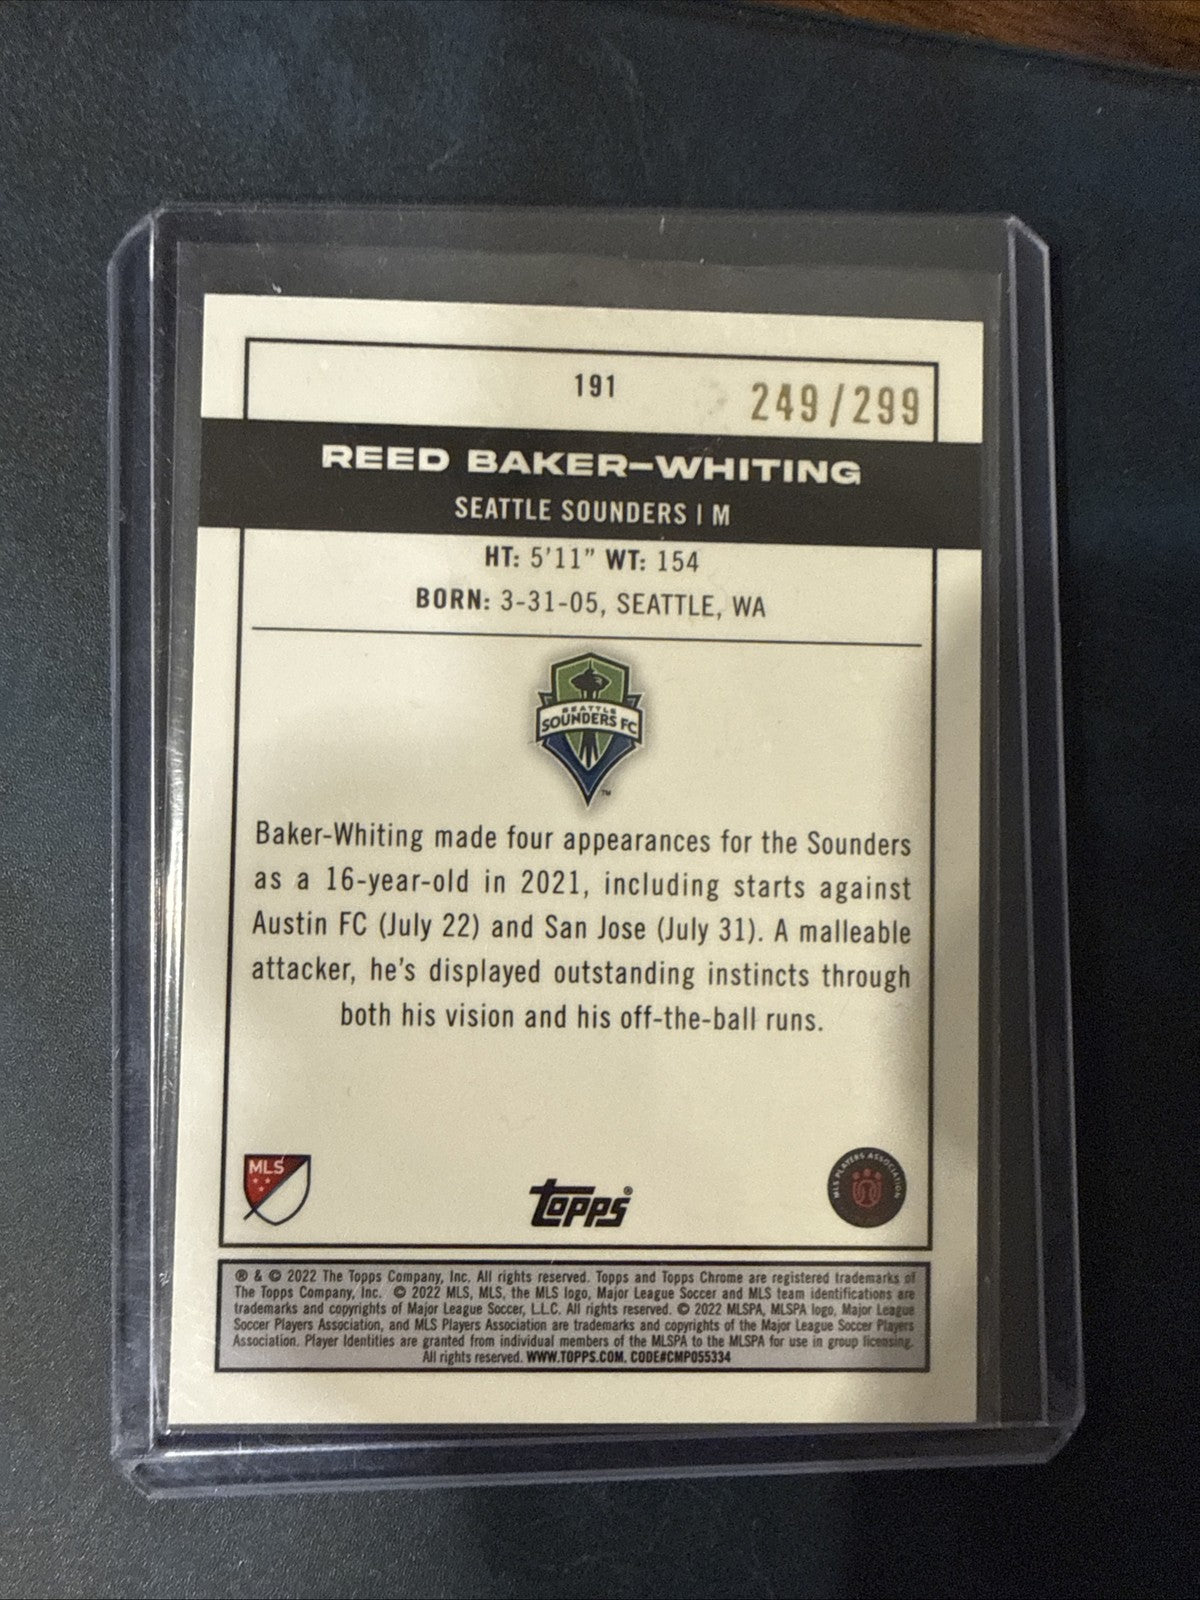 191
249/299
REED BAKER-WHITING
SEATTLE SOUNDERS | M
HT: 5'11" WT: 154
BORN: 3-31-05, SEATTLE, WA
SEATTLE
SOUNDERS FC
™
Baker-Whiting made four appearances for the Sounders
as a 16-year-old in 2021, including starts against
Austin FC (July 22) and San Jose (July 31). A malleable
attacker, he's displayed outstanding instincts through
both his vision and his off-the-ball runs.
MLS
Topps®
MLS PLAYERS ASSOCIATION
® & © 2022 The Topps Company, Inc. All rights reserved. Topps and Topps Chrome are registered trademarks of
The Topps Company, Inc. © 2022 MLS, MLS, the MLS logo, Major League Soccer and MLS team identifications are
trademarks and copyrights of Major League Soccer, L.L.C. All rights reserved. © 2022 MLSPA, MLSPA logo, Major League
Soccer Players Association, and MLS Players Association are trademarks and copyrights of the Major League Soccer Players
Association. Player Identities are granted from individual members of the MLSPA to the MLSPA for use in group licensing.
All rights reserved. WWW.TOPPS.COM. CODE#CMP055334